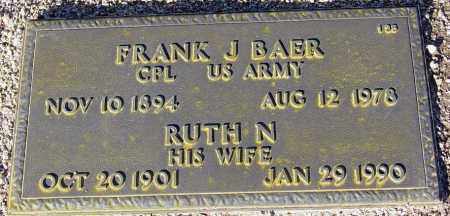 FRANK J BAER
CPL US ARMY
NOV 10 1894 AUG 12 1978
RUTH N
HIS WIFE
OCT 20 1901 JAN 29 1990